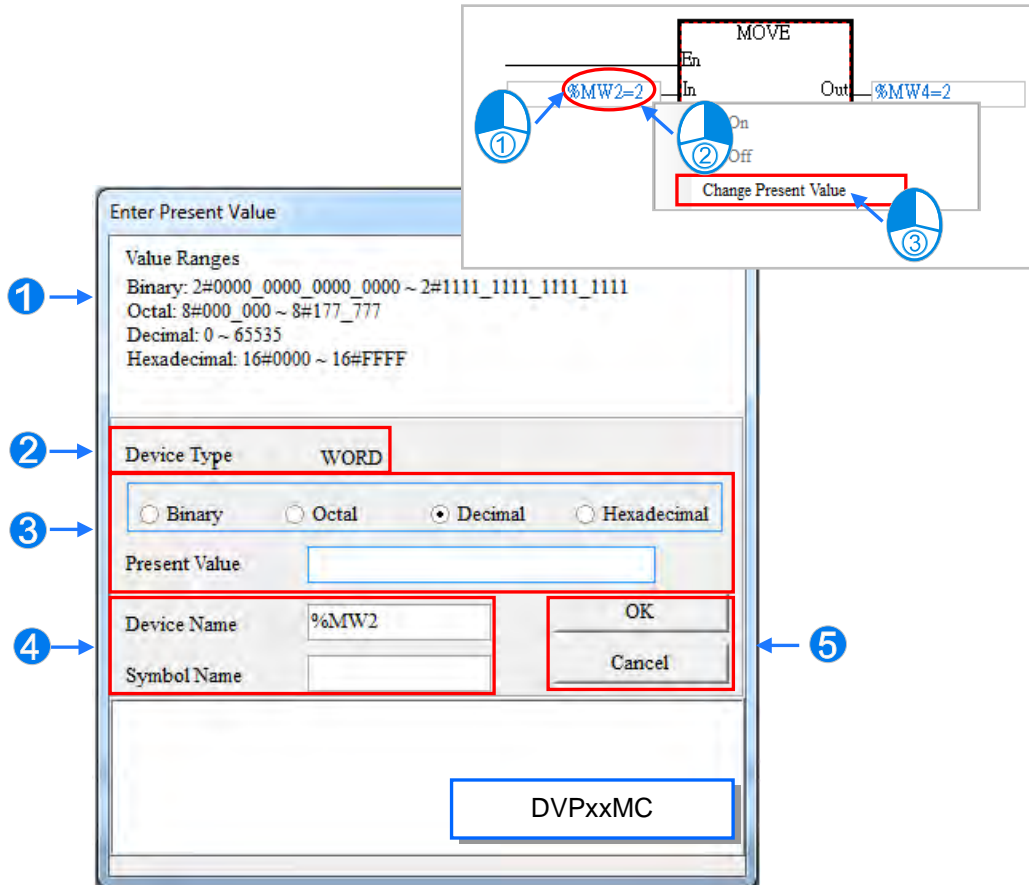 MOVE
En
%MW2=2
In
Out
%MW4=2
①
②
On
Off
Change Present Value
③
Enter Present Value
1
Value Ranges
Binary: 2#0000_0000_0000_0000 ~ 2#1111_1111_1111_1111
Octal: 8#000_000 ~ 8#177_777
Decimal: 0 ~ 65535
Hexadecimal: 16#0000 ~ 16#FFFF
2
Device Type WORD
3
Binary Octal Decimal Hexadecimal
Present Value
4
Device Name %MW2
OK
5
Symbol Name
Cancel
DVPxxMC